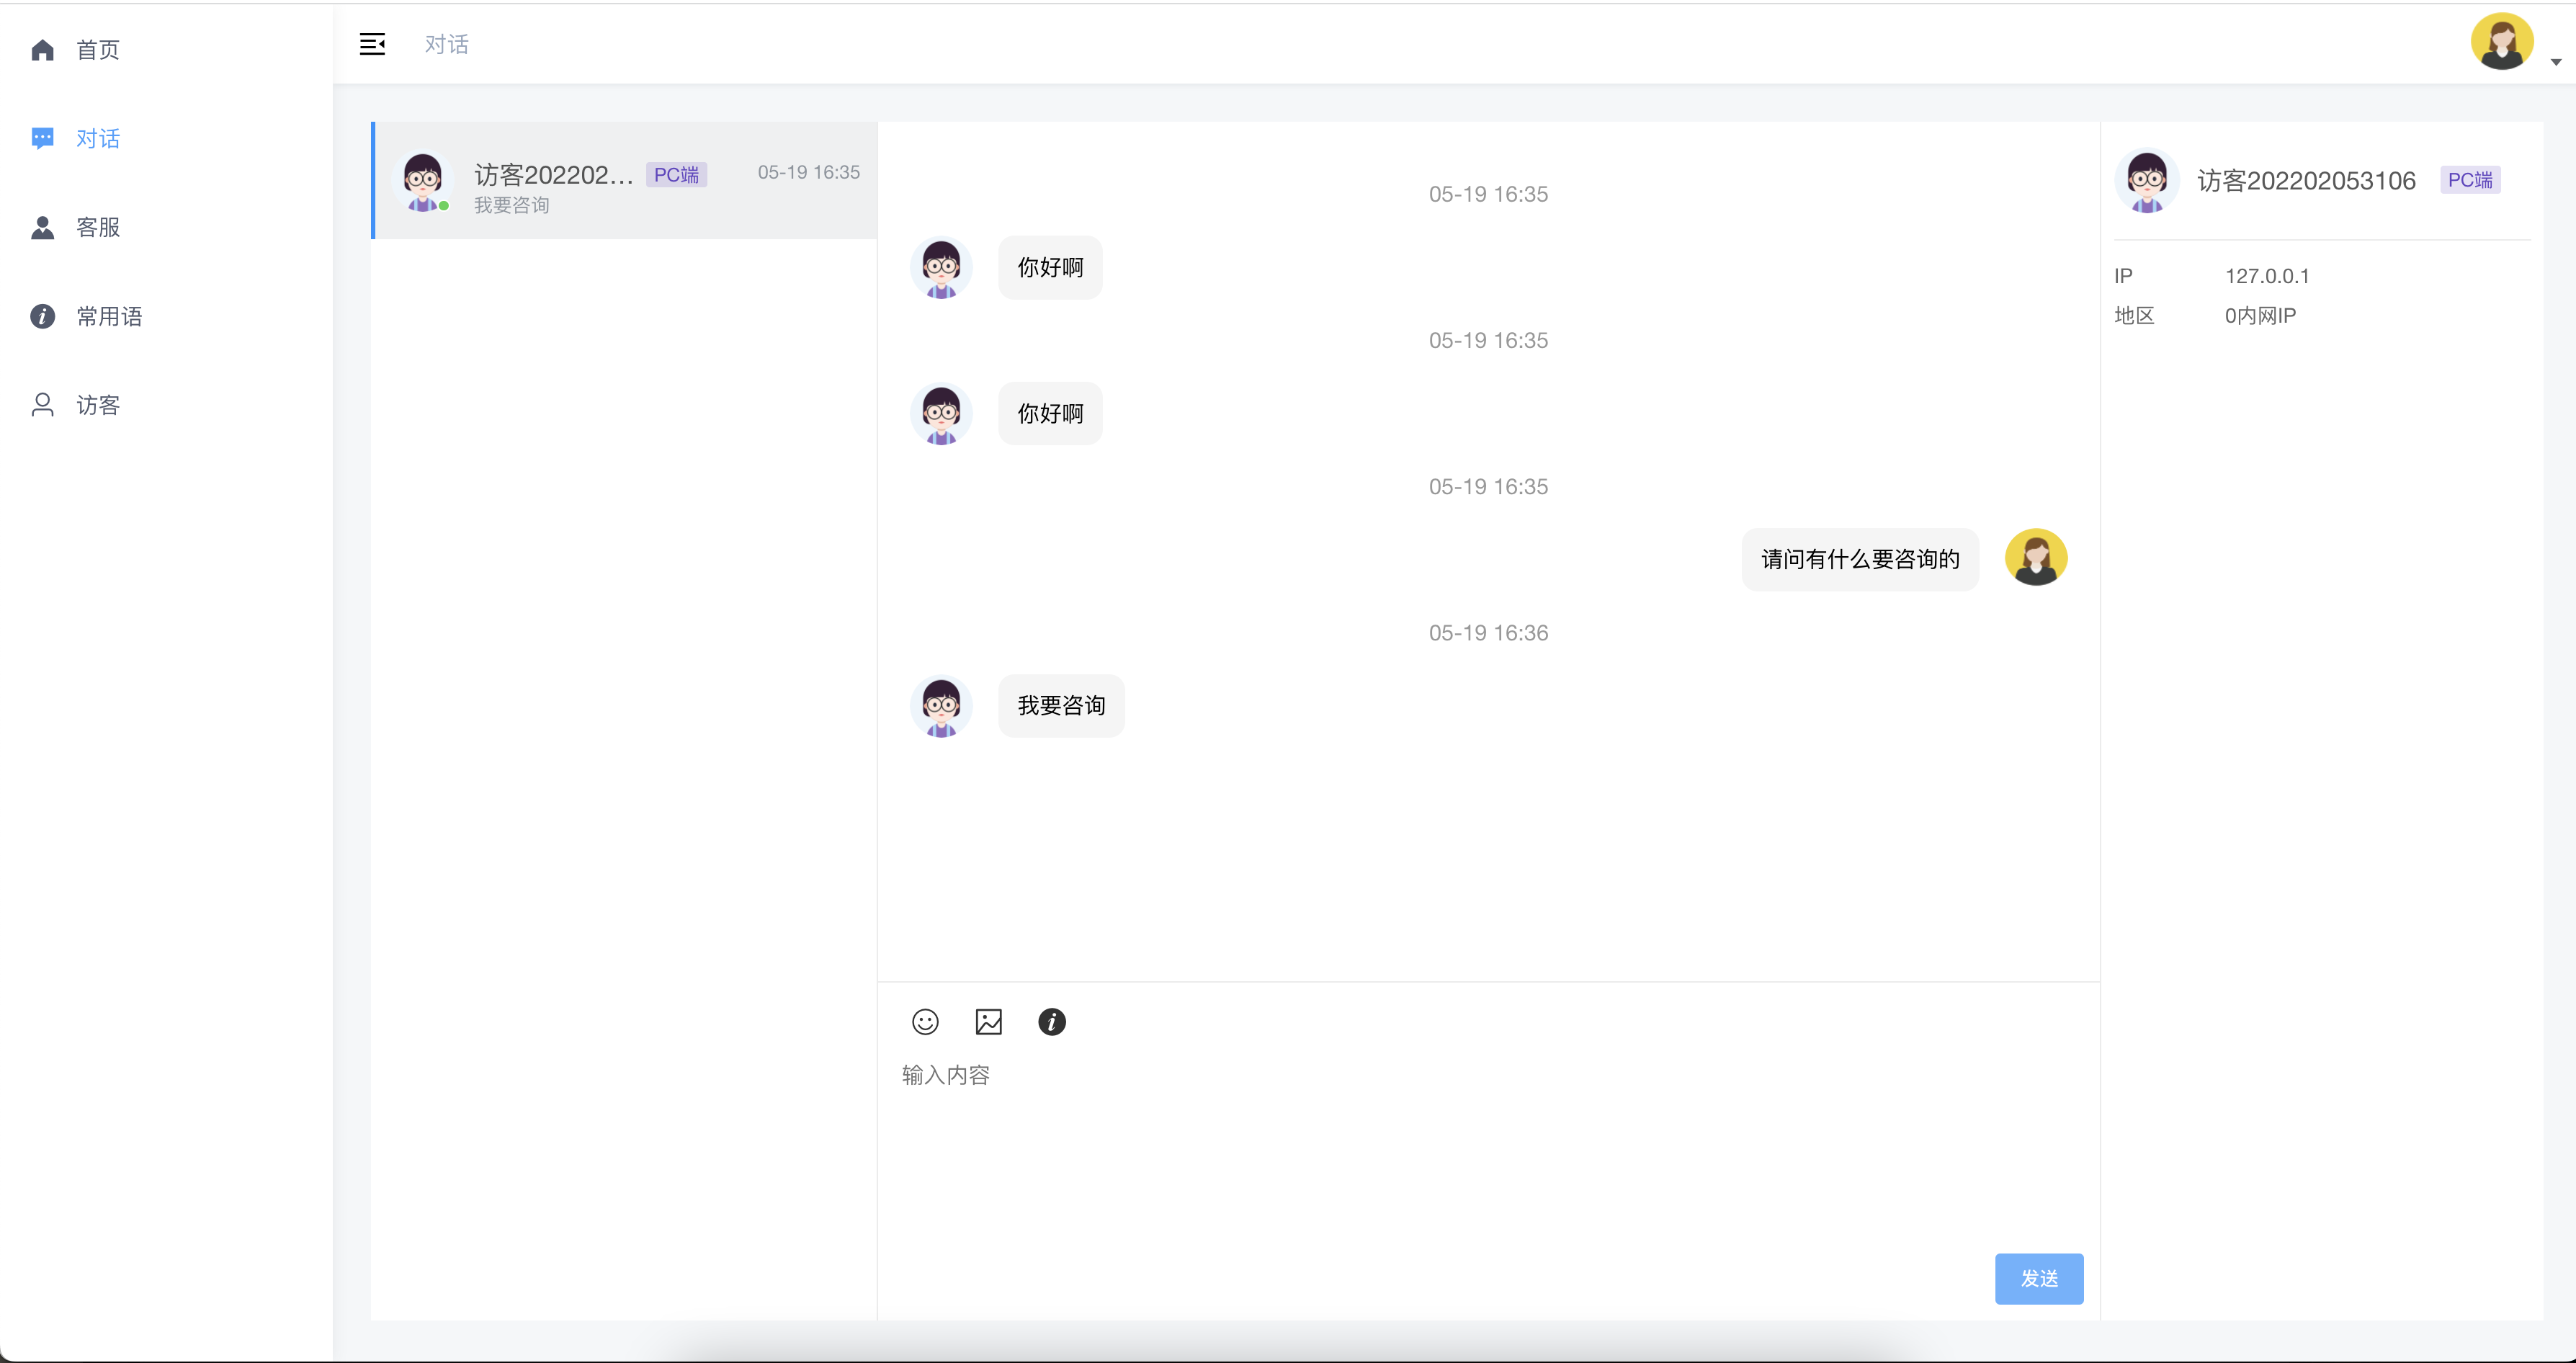 首页
对话
客服
常用语
访客
对话
访客202202...
PC端
05-19 16:35
我要咨询
05-19 16:35
你好啊
05-19 16:35
你好啊
05-19 16:35
请问有什么要咨询的
05-19 16:36
我要咨询
输入内容
发送
访客202202053106
PC端
IP 127.0.0.1
地区 0内网IP